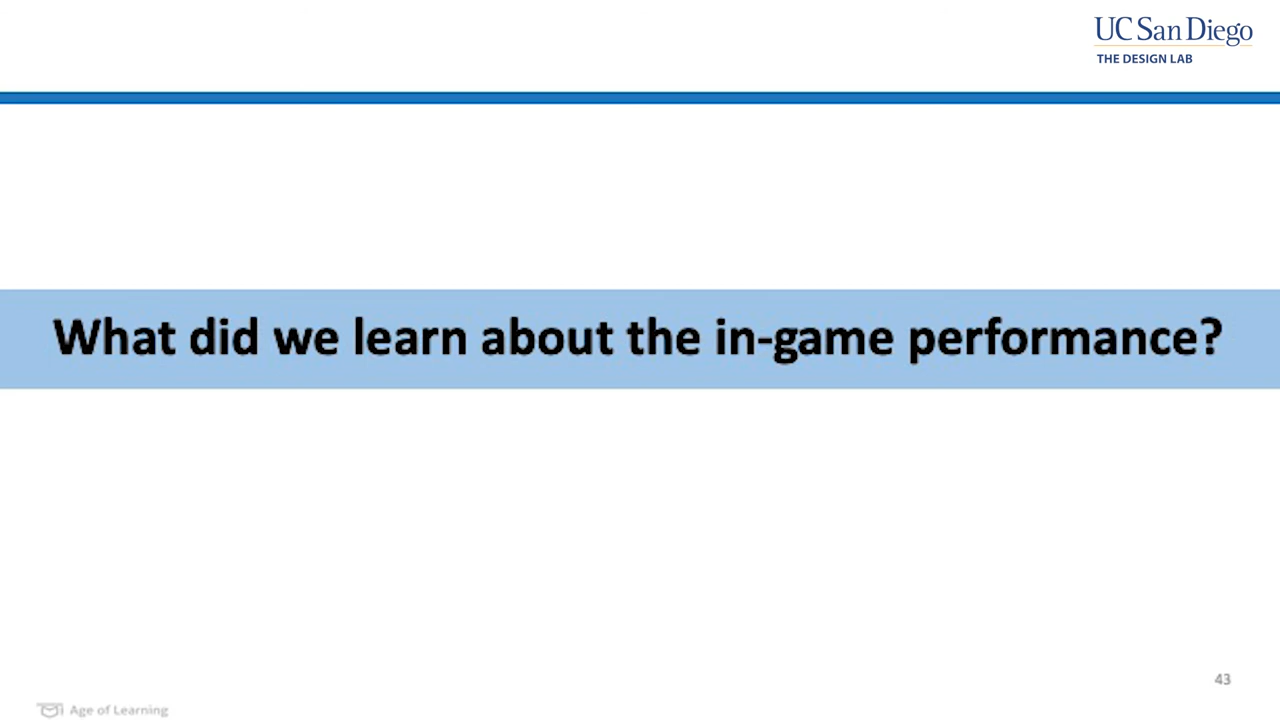 UC San Diego
THE DESIGN LAB
What did we learn about the in-game performance?
43
Age of Learning